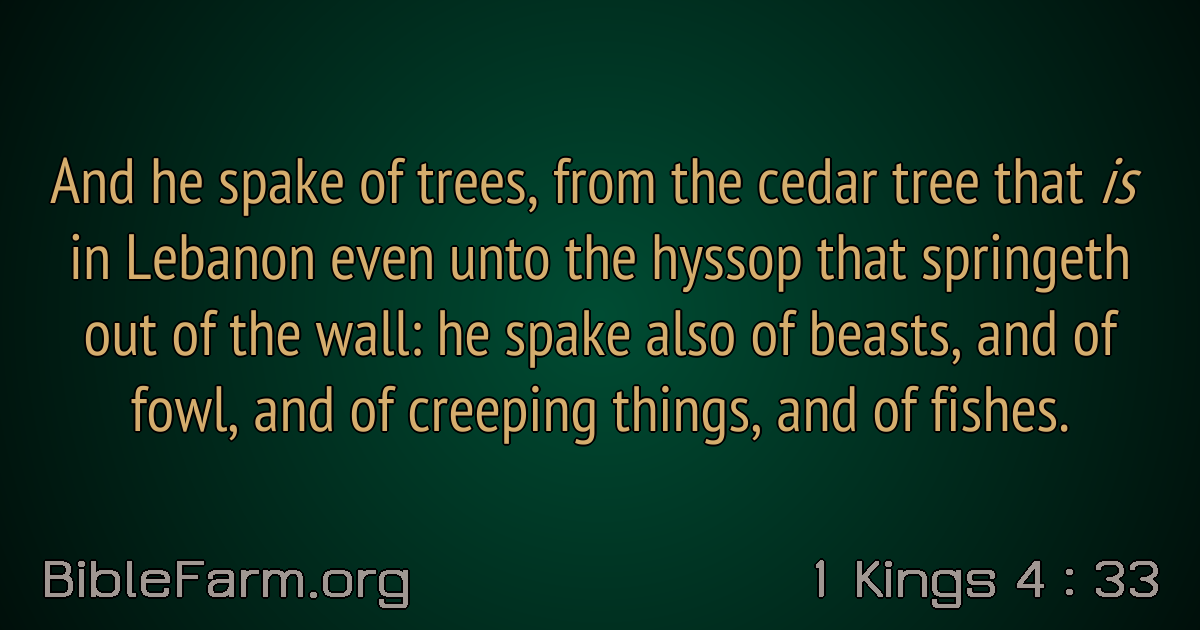 And he spake of trees, from the cedar tree that is
in Lebanon even unto the hyssop that springeth
out of the wall: he spake also of beasts, and of
fowl, and of creeping things, and of fishes.
BibleFarm.org
1 Kings 4 : 33